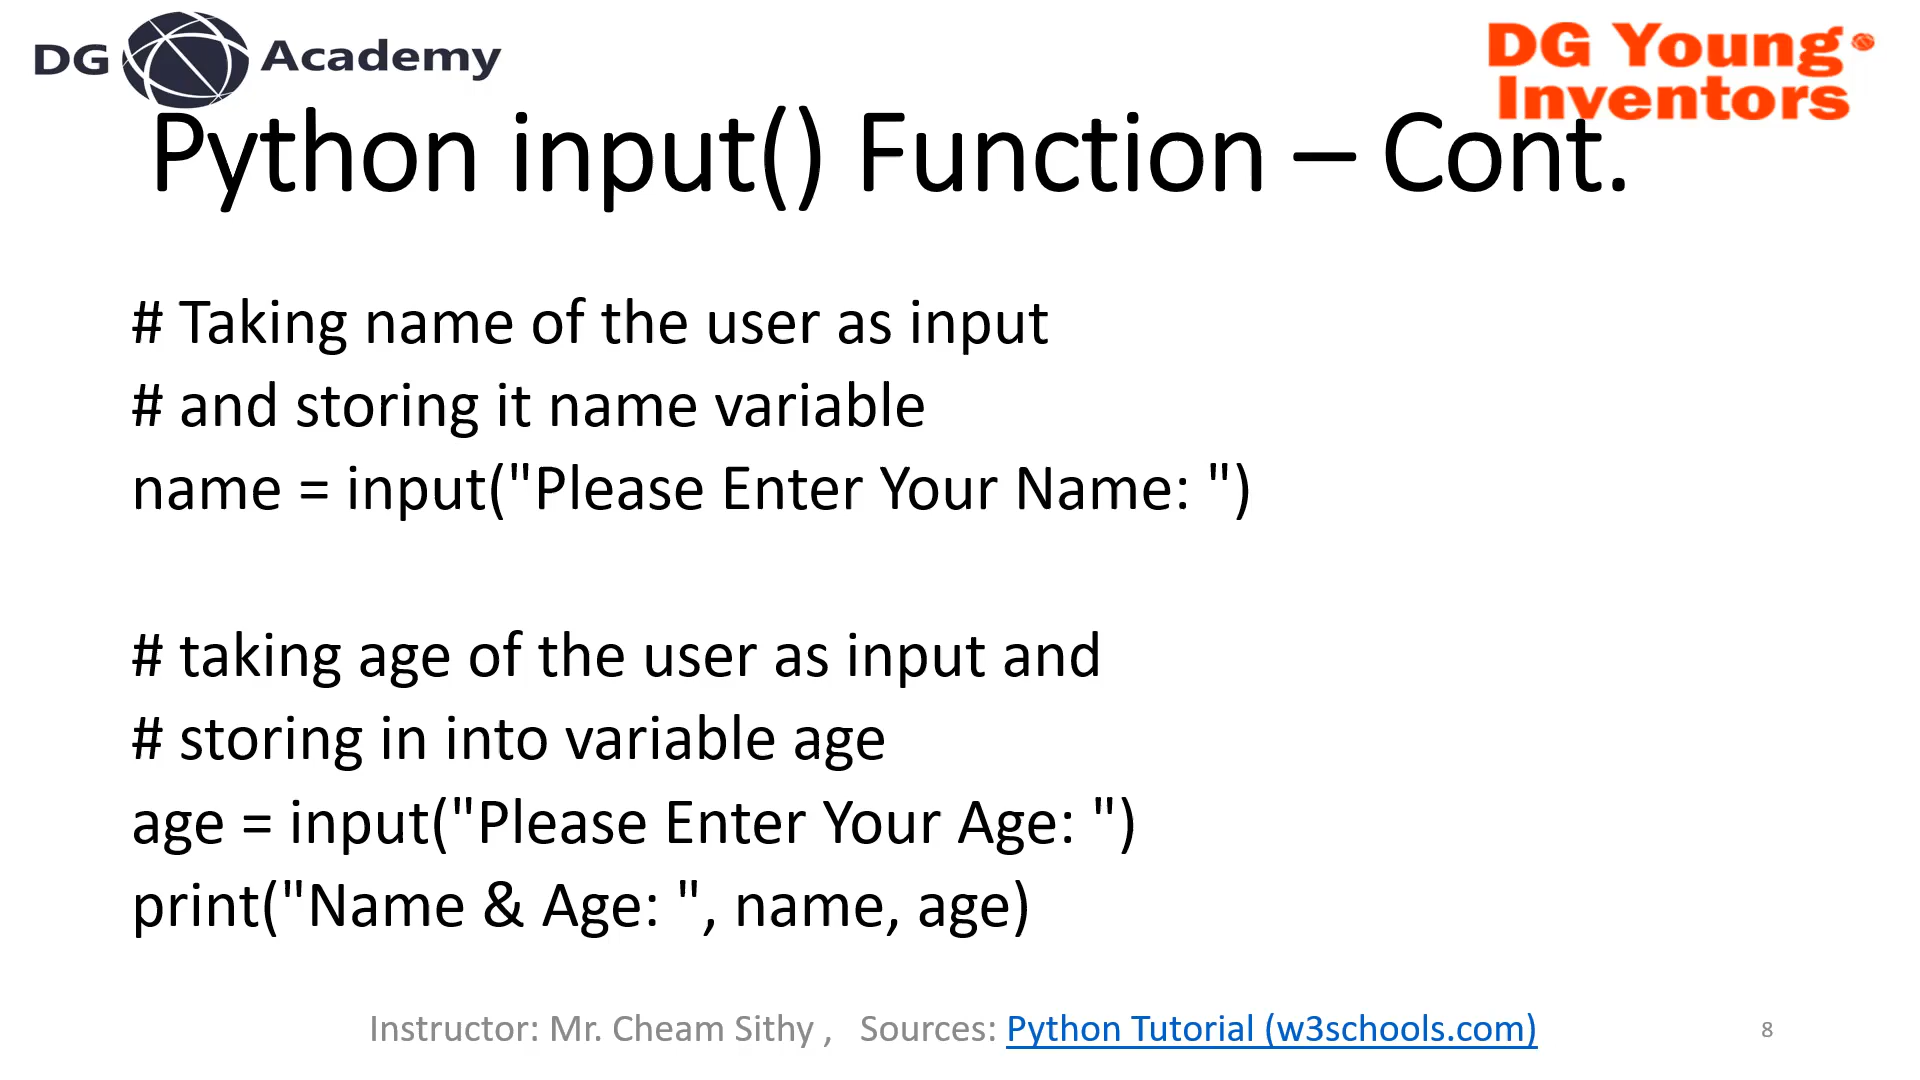 DG Academy
DG Young
Inventors
Python input() Function – Cont.
# Taking name of the user as input
# and storing it name variable
name = input("Please Enter Your Name: ")
# taking age of the user as input and
# storing in into variable age
age = input("Please Enter Your Age: ")
print("Name & Age: ", name, age)
Instructor: Mr. Cheam Sithy ,   Sources: Python Tutorial (w3schools.com)
8